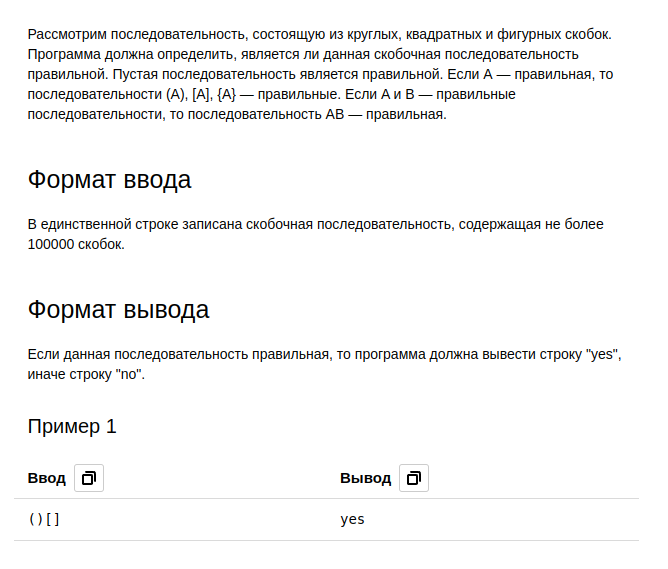 Рассмотрим последовательность, состоящую из круглых, квадратных и фигурных скобок.
Программа должна определить, является ли данная скобочная последовательность
правильной. Пустая последовательность является правильной. Если A — правильная, то
последовательности (A), [A], {A} — правильные. Если A и B — правильные
последовательности, то последовательность AB — правильная.
Формат ввода
В единственной строке записана скобочная последовательность, содержащая не более
100000 скобок.
Формат вывода
Если данная последовательность правильная, то программа должна вывести строку "yes",
иначе строку "no".
Пример 1
Ввод Вывод
()[] yes